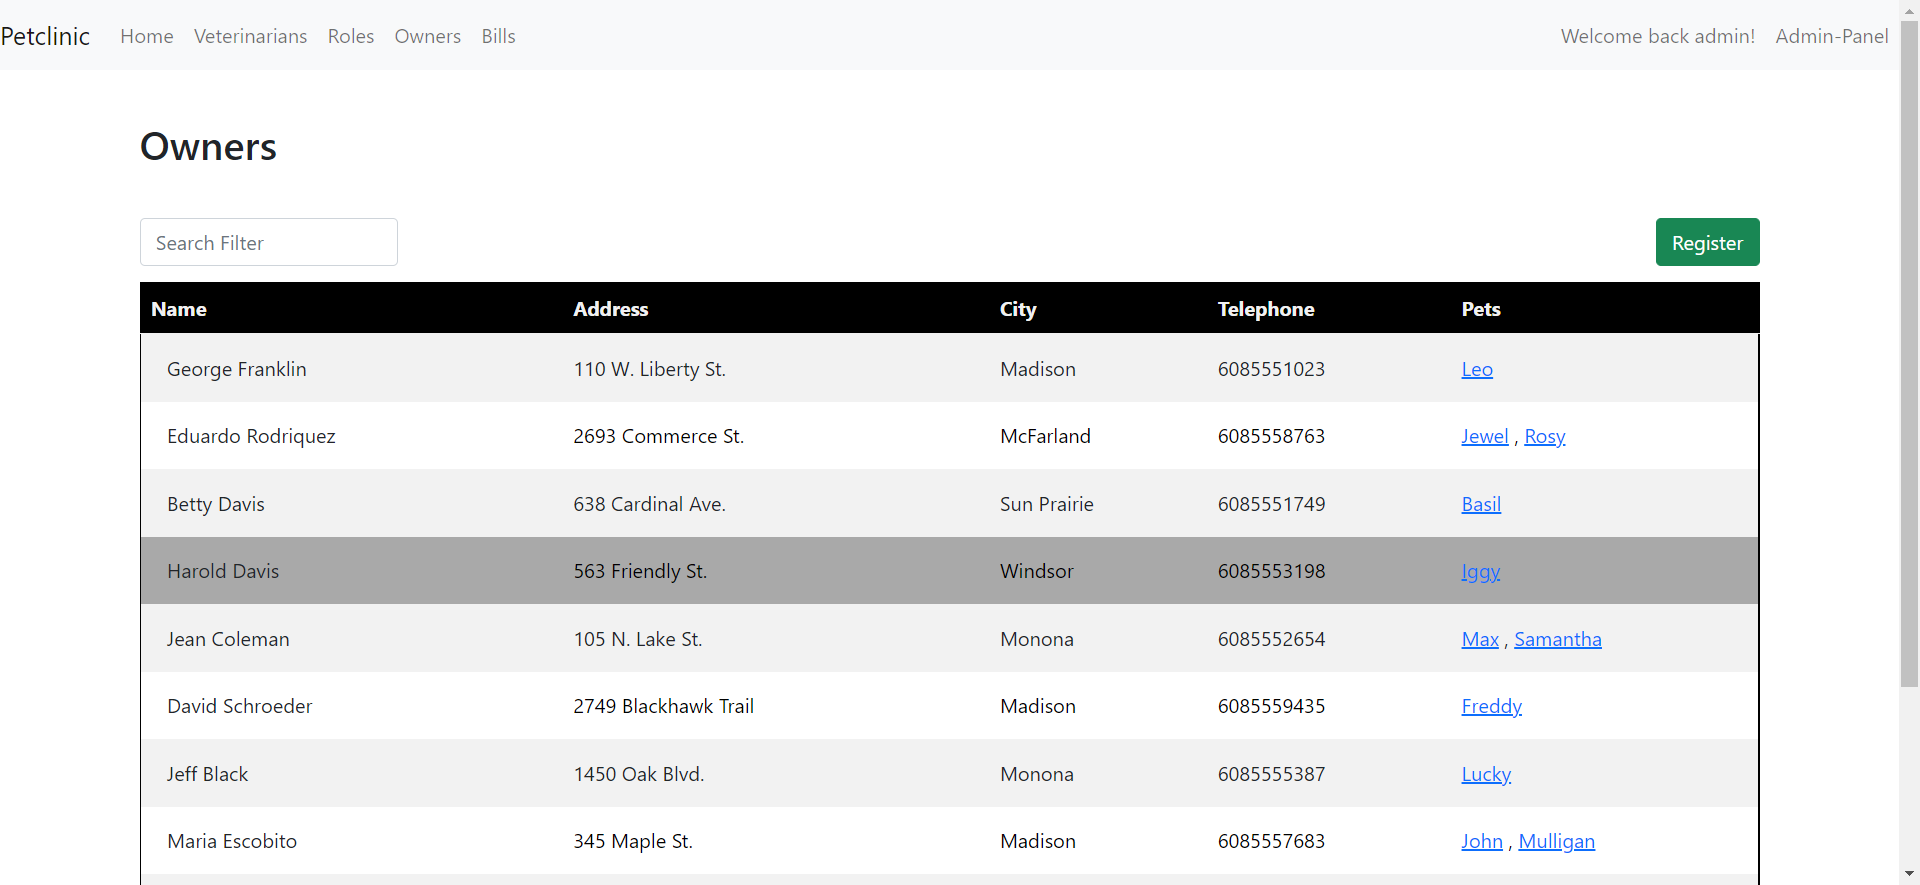 Petclinic Home Veterinarians Roles Owners Bills Welcome back admin! Admin-Panel
Owners
Search Filter Register
Name Address City Telephone Pets
George Franklin 110 W. Liberty St. Madison 6085551023 Leo
Eduardo Rodriquez 2693 Commerce St. McFarland 6085558763 Jewel , Rosy
Betty Davis 638 Cardinal Ave. Sun Prairie 6085551749 Basil
Harold Davis 563 Friendly St. Windsor 6085553198 Iggy
Jean Coleman 105 N. Lake St. Monona 6085552654 Max , Samantha
David Schroeder 2749 Blackhawk Trail Madison 6085559435 Freddy
Jeff Black 1450 Oak Blvd. Monona 6085555387 Lucky
Maria Escobito 345 Maple St. Madison 6085557683 John , Mulligan